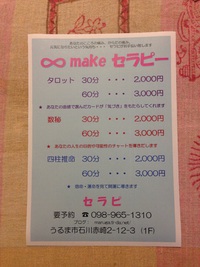 ∞ make セラピー
タロット 30分 ・・・ 2,000円
60分 ・・・ 3,000円
数秘 30分 ・・・ 2,000円
60分 ・・・ 3,000円
四柱推命 30分 ・・・ 2,000円
60分 ・・・ 3,000円
セラピ
要予約 ☎ 098-965-1310
うるま市石川赤崎2-12-3 (1F)